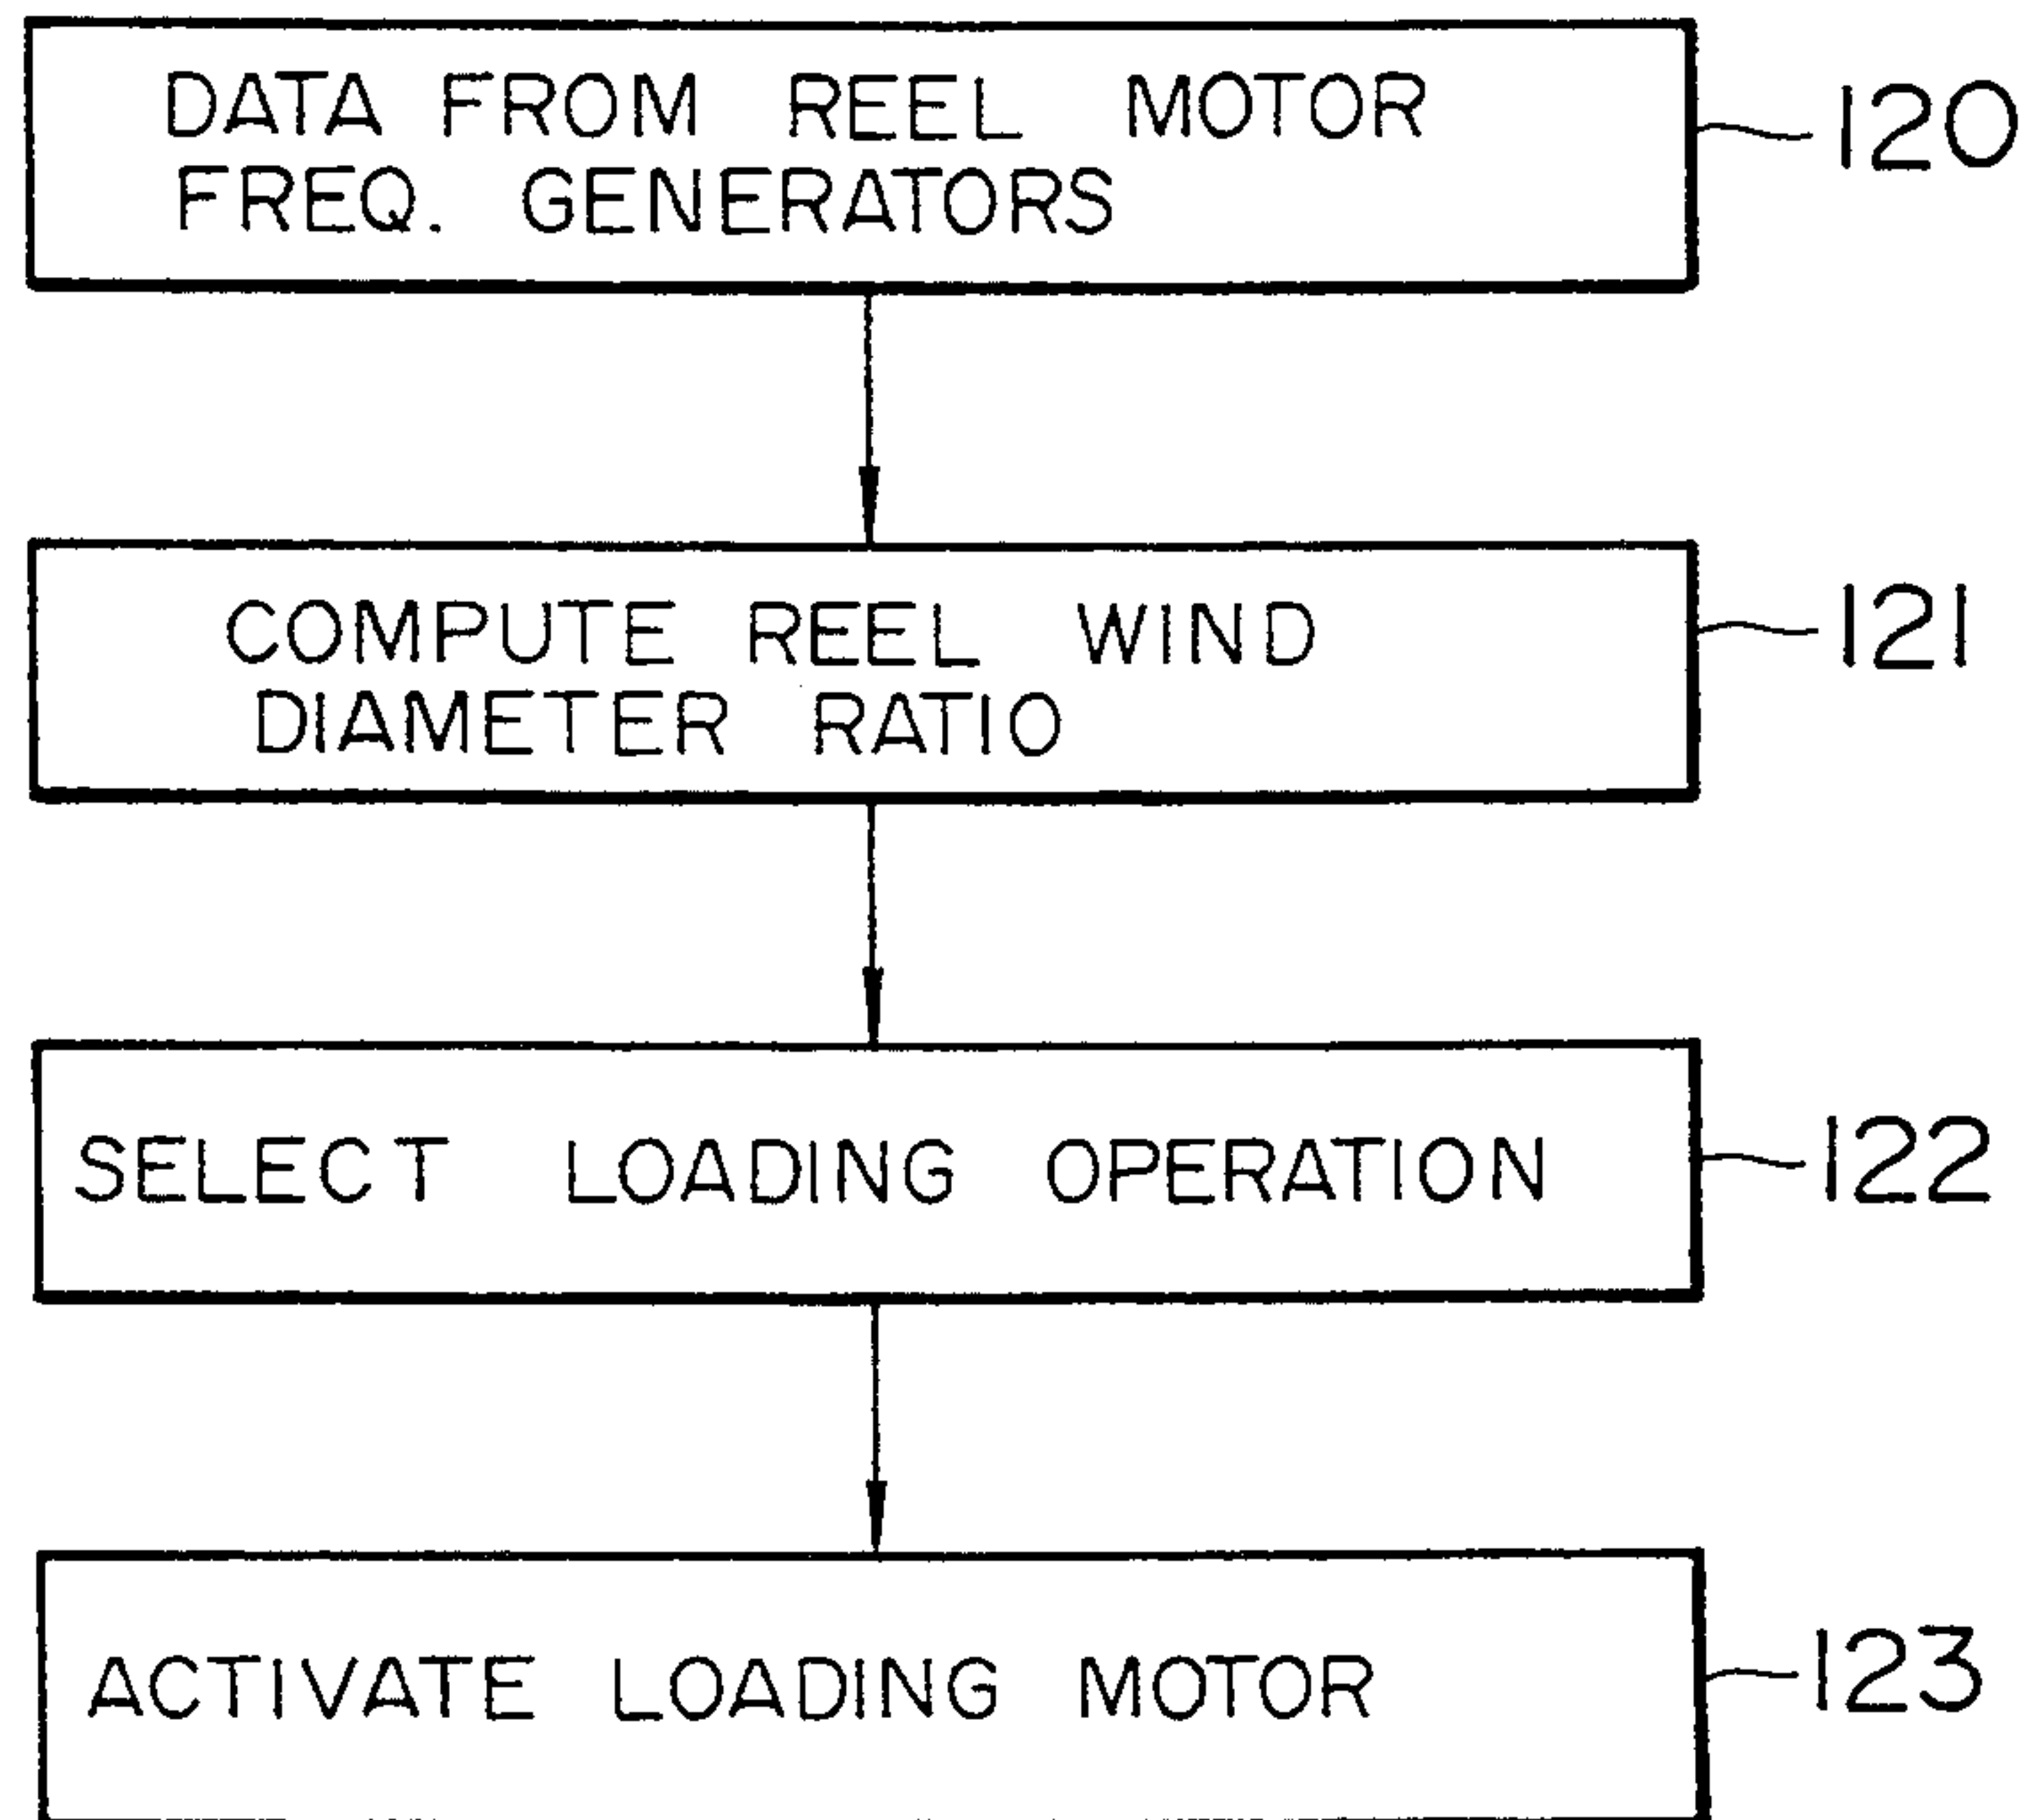 DATA FROM REEL MOTOR
FREQ. GENERATORS
120
COMPUTE REEL WIND
DIAMETER RATIO
121
SELECT LOADING OPERATION
122
ACTIVATE LOADING MOTOR
123